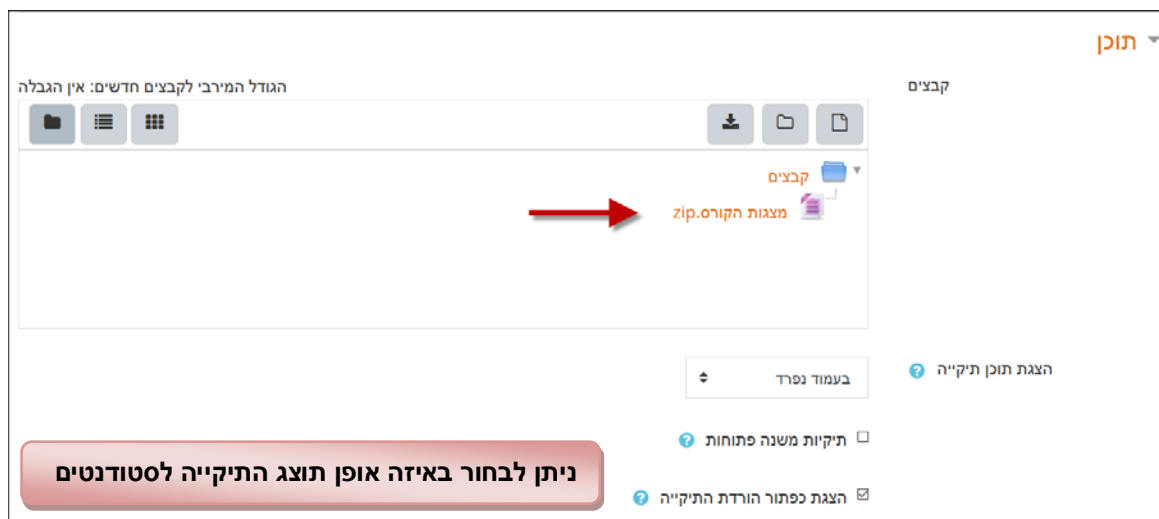 תוכן
קבצים
הגודל המירבי לקבצים חדשים: אין הגבלה
קבצים
מצגות הקורס.zip
הצגת תוכן תיקייה
בעמוד נפרד
תיקיות משנה פתוחות
ניתן לבחור באיזה אופן תוצג התיקייה לסטודנטים
הצגת כפתור הורדת התיקייה